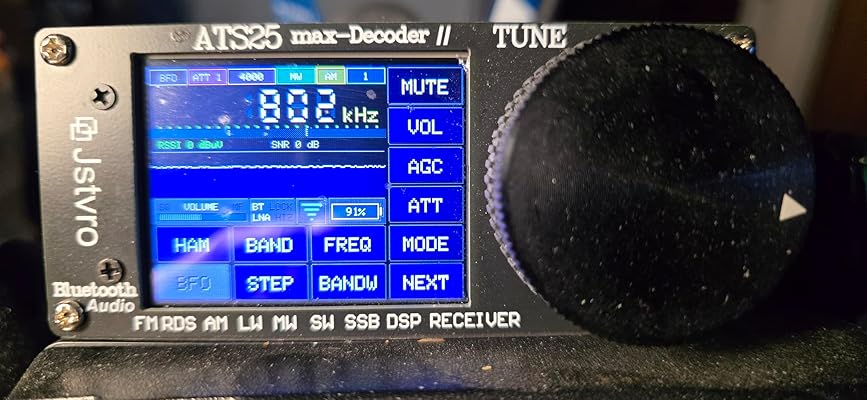 ATS25 max-Decoder II TUNE
BFO ATT 1 4000 MW AM 1
802 kHz
RSSI 0 dBuV SNR 0 dB
VOLUME BT LOCK
LNA 91%
MUTE
VOL
AGC
ATT
HAM BAND FREQ MODE
BFO STEP BANDW NEXT
Jstvro
Bluetooth
Audio
FM RDS AM LW MW SW SSB DSP RECEIVER